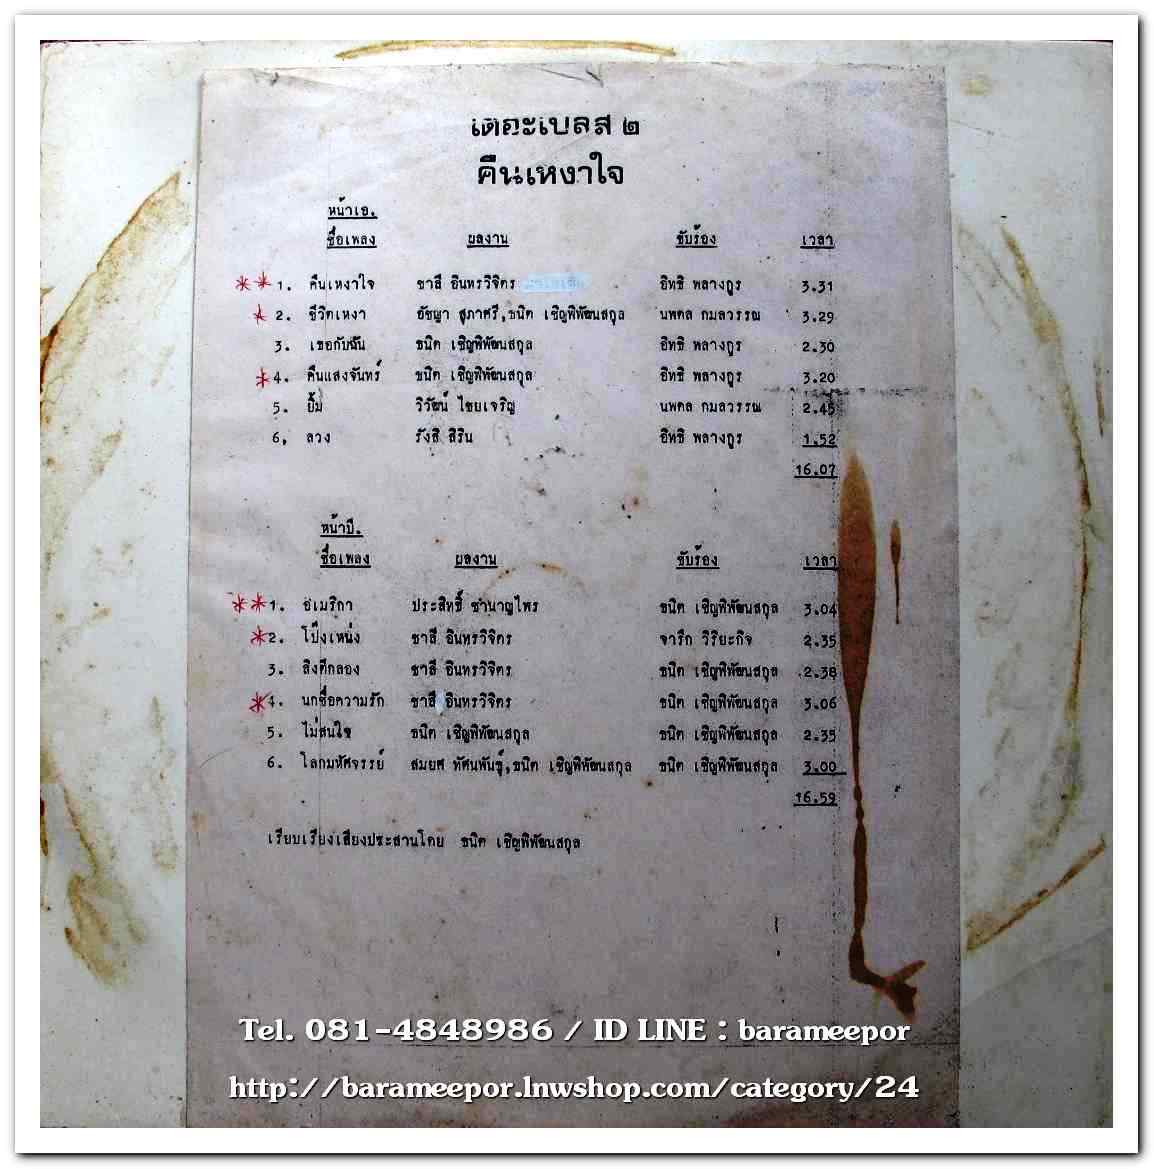 เดอะเบลส ๒
คืนเหงาใจ
หน้าเอ.
ชื่อเพลง ผลงาน ขับร้อง เวลา
** 1. คืนเหงาใจ ชาลี อินทรวิจิตร อิทธิ พลางกูร 3.31
* 2. ชีวิตเหงา อัชญา สุภาศรี,ชนิด เชิญพิพัฒนสกุล นพดล กมลวรรณ 3.29
3. เธอกับฉัน ชนิด เชิญพิพัฒนสกุล อิทธิ พลางกูร 2.30
* 4. คืนแสงจันทร์ ชนิด เชิญพิพัฒนสกุล อิทธิ พลางกูร 3.20
5. ยิ้ม วิวัฒน์ ไชยเจริญ นพดล กมลวรรณ 2.45
6, ลวง รังสี สิริน อิทธิ พลางกูร 1.52
16.07
หน้าบี.
ชื่อเพลง ผลงาน ขับร้อง เวลา
** 1. อเมริกา ประสิทธิ์ ชำนาญไพร ชนิด เชิญพิพัฒนสกุล 3.04
* 2. โป๊งเหน่ง ชาลี อินทรวิจิตร จาริก วิริยะกิจ 2.35
3. สิงตีกลอง ชาลี อินทรวิจิตร ชนิด เชิญพิพัฒนสกุล 2.38
* 4. นกซื่อความรัก ชาลี อินทรวิจิตร ชนิด เชิญพิพัฒนสกุล 3.06
5. ไม่สนใจ ชนิด เชิญพิพัฒนสกุล ชนิด เชิญพิพัฒนสกุล 2.35
6. โลกมหัศจรรย์ สมยศ ทัศนพันธุ์,ชนิด เชิญพิพัฒนสกุล ชนิด เชิญพิพัฒนสกุล 3.00
16.59
เรียบเรียงเสียงประสานโดย ชนิด เชิญพิพัฒนสกุล
Tel. 081-4848986 / ID LINE : barameepor
http://barameepor.lnwshop.com/category/24